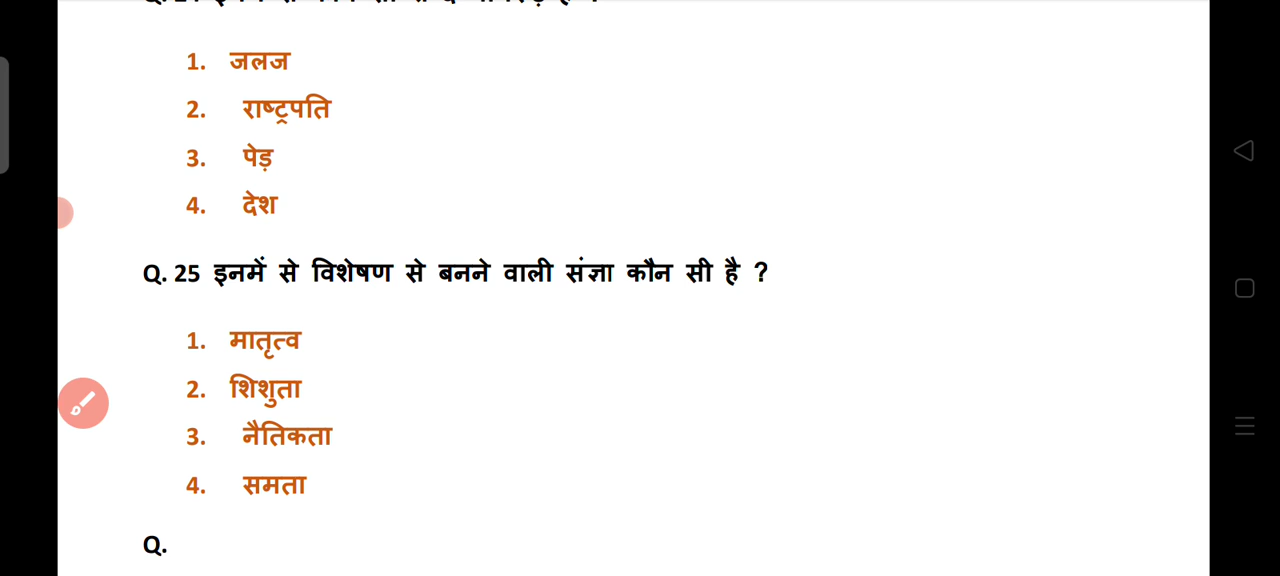 1. जलज
2. राष्ट्रपति
3. पेड़
4. देश
Q. 25 इनमें से विशेषण से बनने वाली संज्ञा कौन सी है ?
1. मातृत्व
2. शिशुता
3. नैतिकता
4. समता
Q.